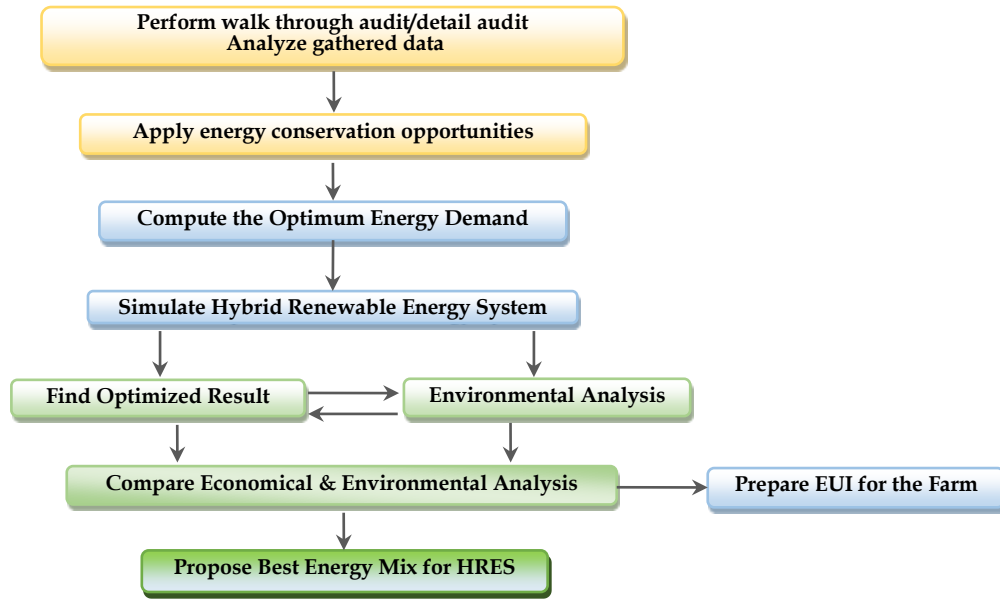 Perform walk through audit/detail audit
Analyze gathered data
Apply energy conservation opportunities
Compute the Optimum Energy Demand
Simulate Hybrid Renewable Energy System
Find Optimized Result
Environmental Analysis
Compare Economical & Environmental Analysis
Prepare EUI for the Farm
Propose Best Energy Mix for HRES